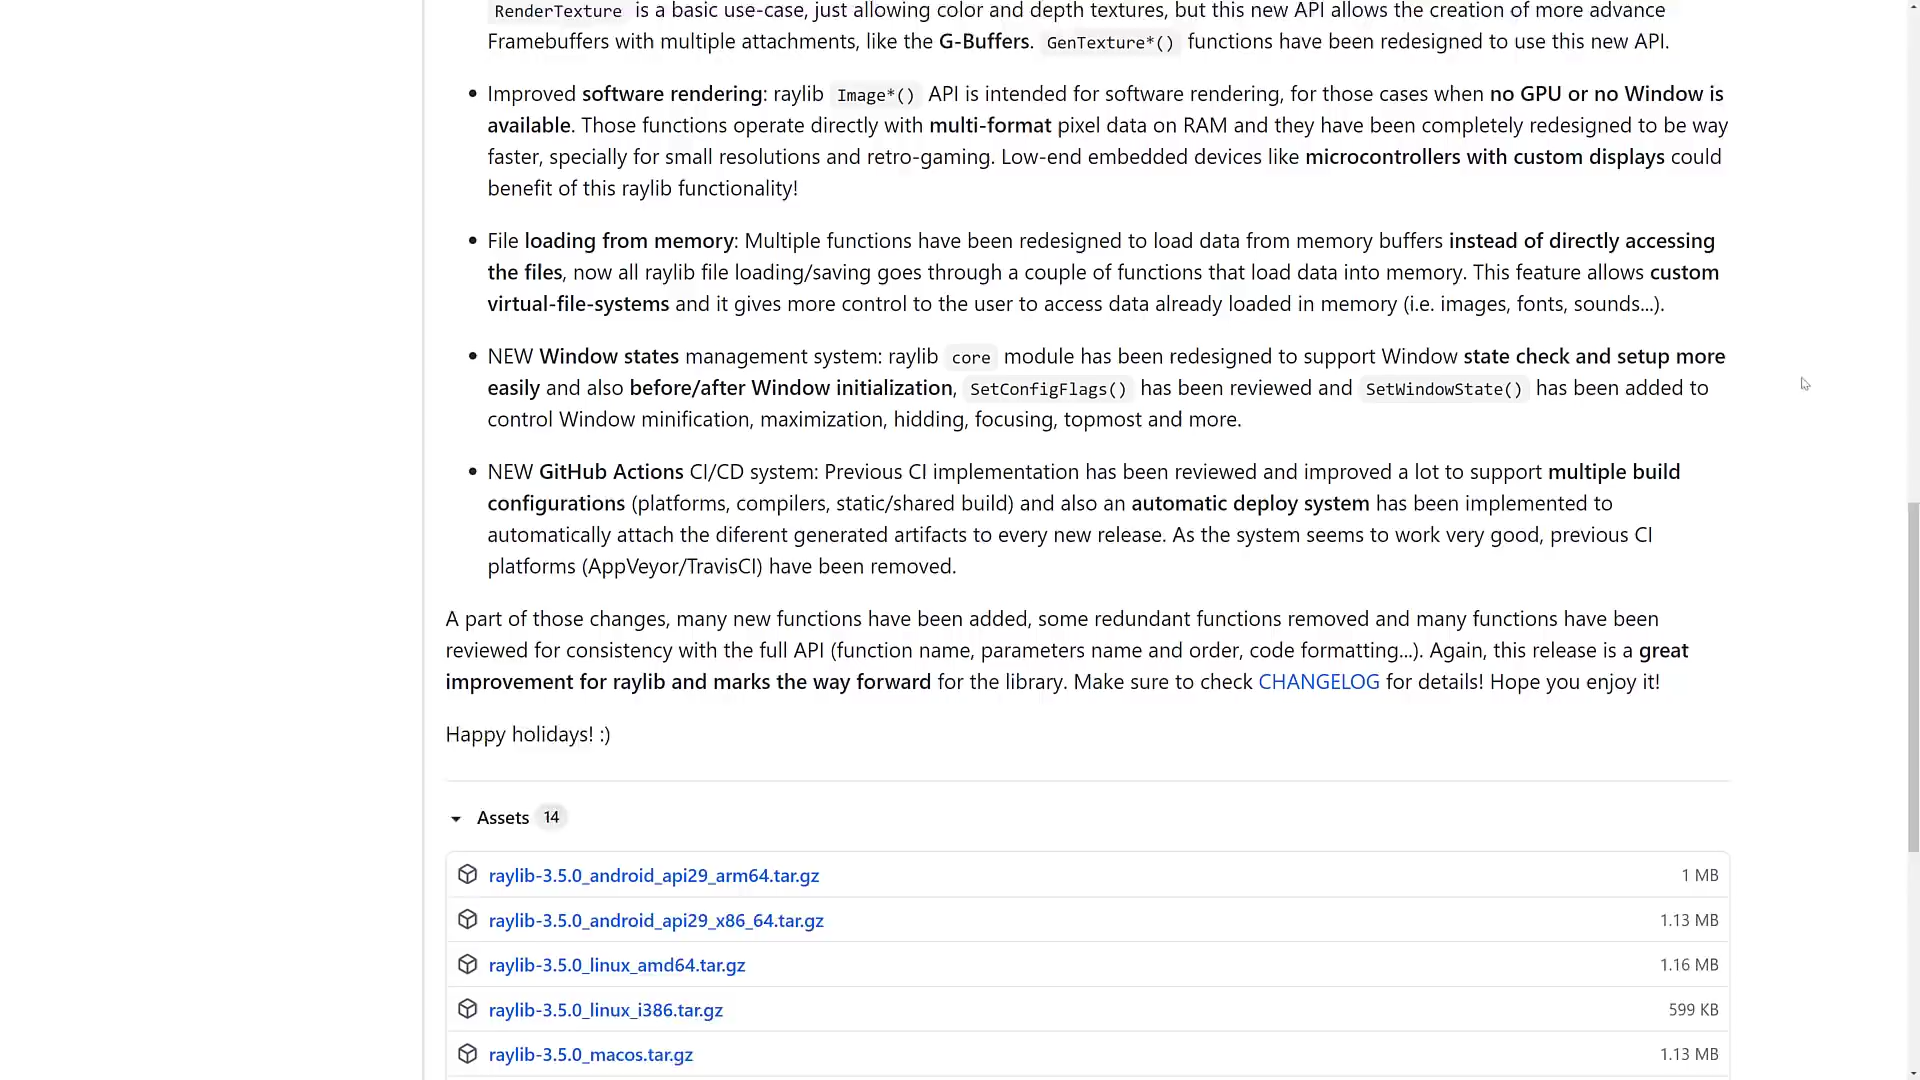 RenderTexture is a basic use-case, just allowing color and depth textures, but this new API allows the creation of more advance
Framebuffers with multiple attachments, like the G-Buffers. GenTexture*() functions have been redesigned to use this new API.
• Improved software rendering: raylib Image*() API is intended for software rendering, for those cases when no GPU or no Window is
available. Those functions operate directly with multi-format pixel data on RAM and they have been completely redesigned to be way
faster, specially for small resolutions and retro-gaming. Low-end embedded devices like microcontrollers with custom displays could
benefit of this raylib functionality!
• File loading from memory: Multiple functions have been redesigned to load data from memory buffers instead of directly accessing
the files, now all raylib file loading/saving goes through a couple of functions that load data into memory. This feature allows custom
virtual-file-systems and it gives more control to the user to access data already loaded in memory (i.e. images, fonts, sounds...).
• NEW Window states management system: raylib core module has been redesigned to support Window state check and setup more
easily and also before/after Window initialization, SetConfigFlags() has been reviewed and SetWindowState() has been added to
control Window minification, maximization, hidding, focusing, topmost and more.
• NEW GitHub Actions CI/CD system: Previous CI implementation has been reviewed and improved a lot to support multiple build
configurations (platforms, compilers, static/shared build) and also an automatic deploy system has been implemented to
automatically attach the diferent generated artifacts to every new release. As the system seems to work very good, previous CI
platforms (AppVeyor/TravisCI) have been removed.
A part of those changes, many new functions have been added, some redundant functions removed and many functions have been
reviewed for consistency with the full API (function name, parameters name and order, code formatting...). Again, this release is a great
improvement for raylib and marks the way forward for the library. Make sure to check CHANGELOG for details! Hope you enjoy it!
Happy holidays! :)
Assets 14
raylib-3.5.0_android_api29_arm64.tar.gz 1 MB
raylib-3.5.0_android_api29_x86_64.tar.gz 1.13 MB
raylib-3.5.0_linux_amd64.tar.gz 1.16 MB
raylib-3.5.0_linux_i386.tar.gz 599 KB
raylib-3.5.0_macos.tar.gz 1.13 MB